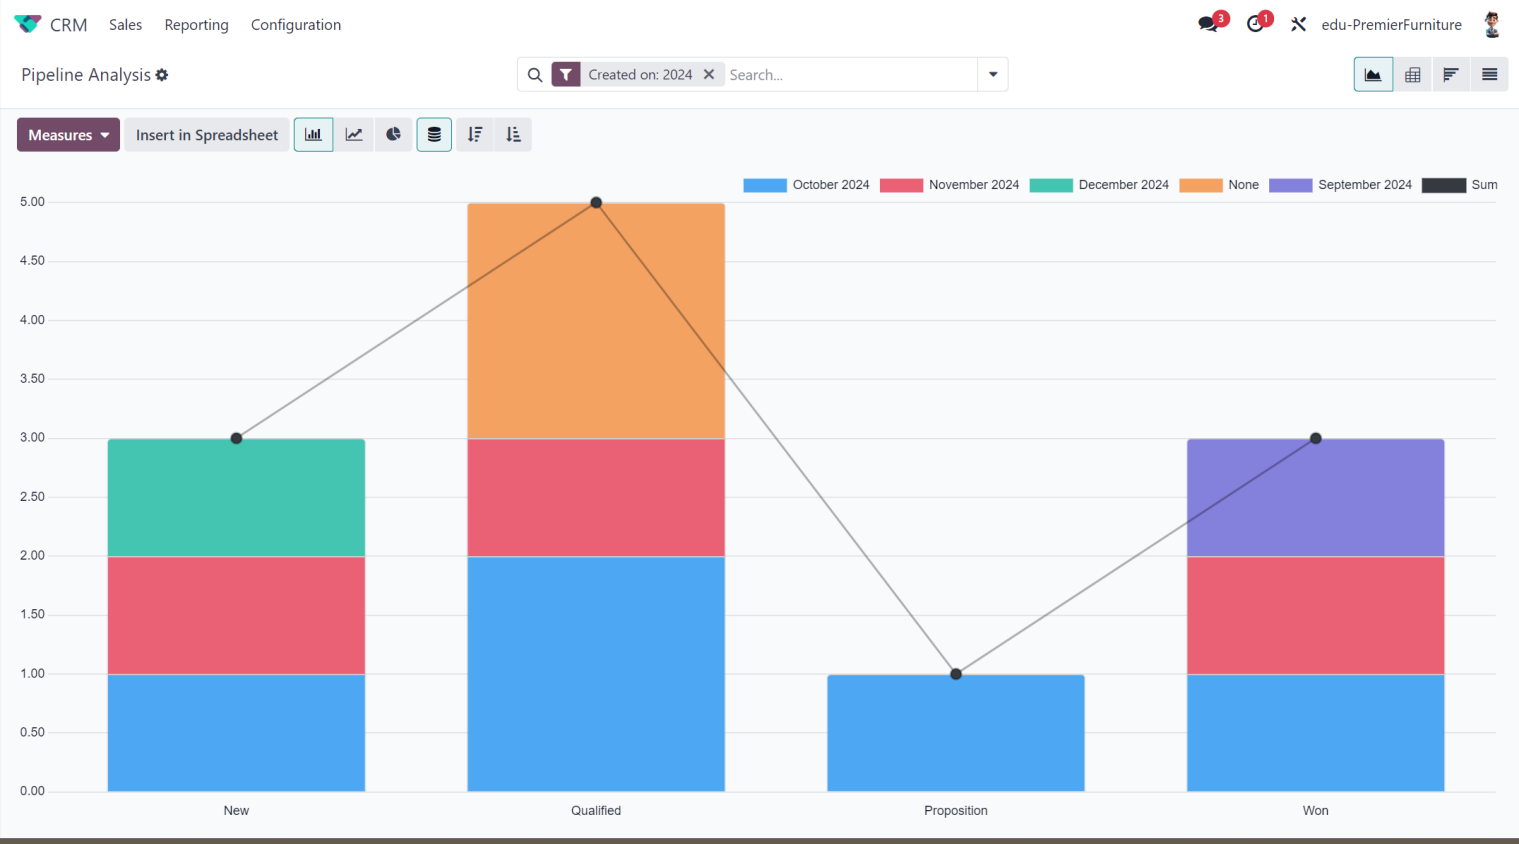 CRM Sales Reporting Configuration 3 1 edu-PremierFurniture
Pipeline Analysis Created on: 2024 Search...
Measures Insert in Spreadsheet
October 2024 November 2024 December 2024 None September 2024 Sum
5.00
4.50
4.00
3.50
3.00
2.50
2.00
1.50
1.00
0.50
0.00
New Qualified Proposition Won